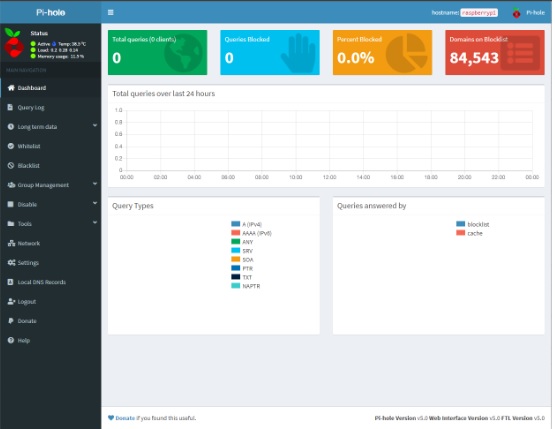 Pi-hole
hostname: raspberrypi
Pi-hole
Status
Active Temp: 38.0 °C
Load: 0.2 0.28 0.14
Memory usage: 11.5 %
MAIN NAVIGATION
Dashboard
Query Log
Long term data
Whitelist
Blacklist
Group Management
Disable
Tools
Network
Settings
Local DNS Records
Logout
Donate
Help
Total queries (0 clients)
0
Queries Blocked
0
Percent Blocked
0.0%
Domains on Blocklist
84,543
Total queries over last 24 hours
1.0
0.8
0.6
0.4
0.2
0
00:00 02:00 04:00 06:00 08:00 10:00 12:00 14:00 16:00 18:00 20:00 22:00 00:00
Query Types
A (IPv4)
AAAA (IPv6)
ANY
SRV
SOA
PTR
TXT
NAPTR
Queries answered by
blocklist
cache
Donate if you found this useful.
Pi-hole Version v5.0 Web Interface Version v5.0 FTL Version v5.0